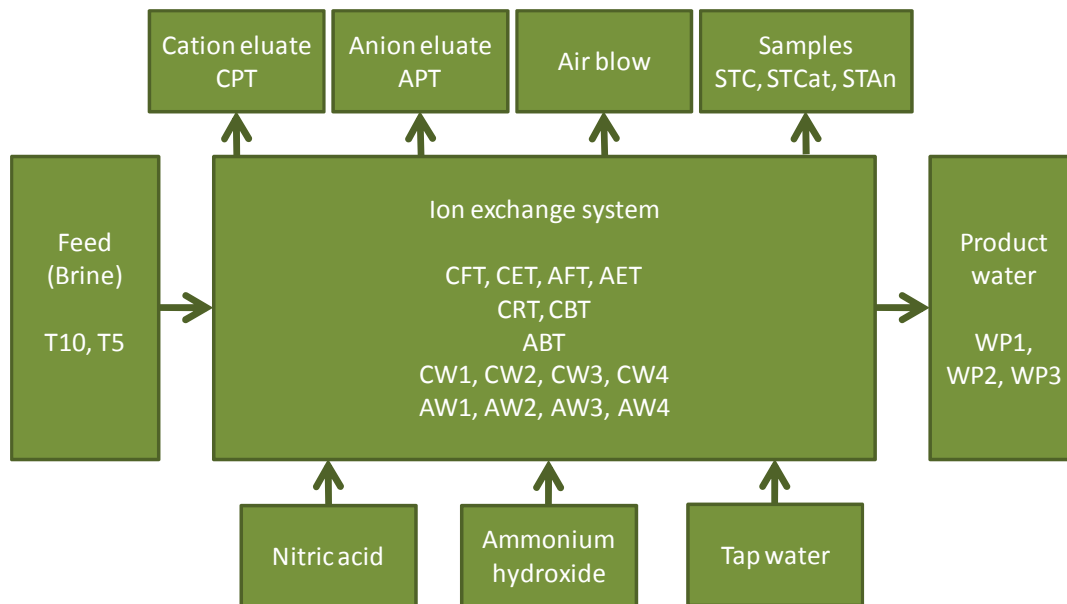 Cation eluate
CPT
Anion eluate
APT
Air blow
Samples
STC, STCat, STAn
Feed
(Brine)
T10, T5
Ion exchange system
CFT, CET, AFT, AET
CRT, CBT
ABT
CW1, CW2, CW3, CW4
AW1, AW2, AW3, AW4
Product
water
WP1,
WP2, WP3
Nitric acid
Ammonium
hydroxide
Tap water